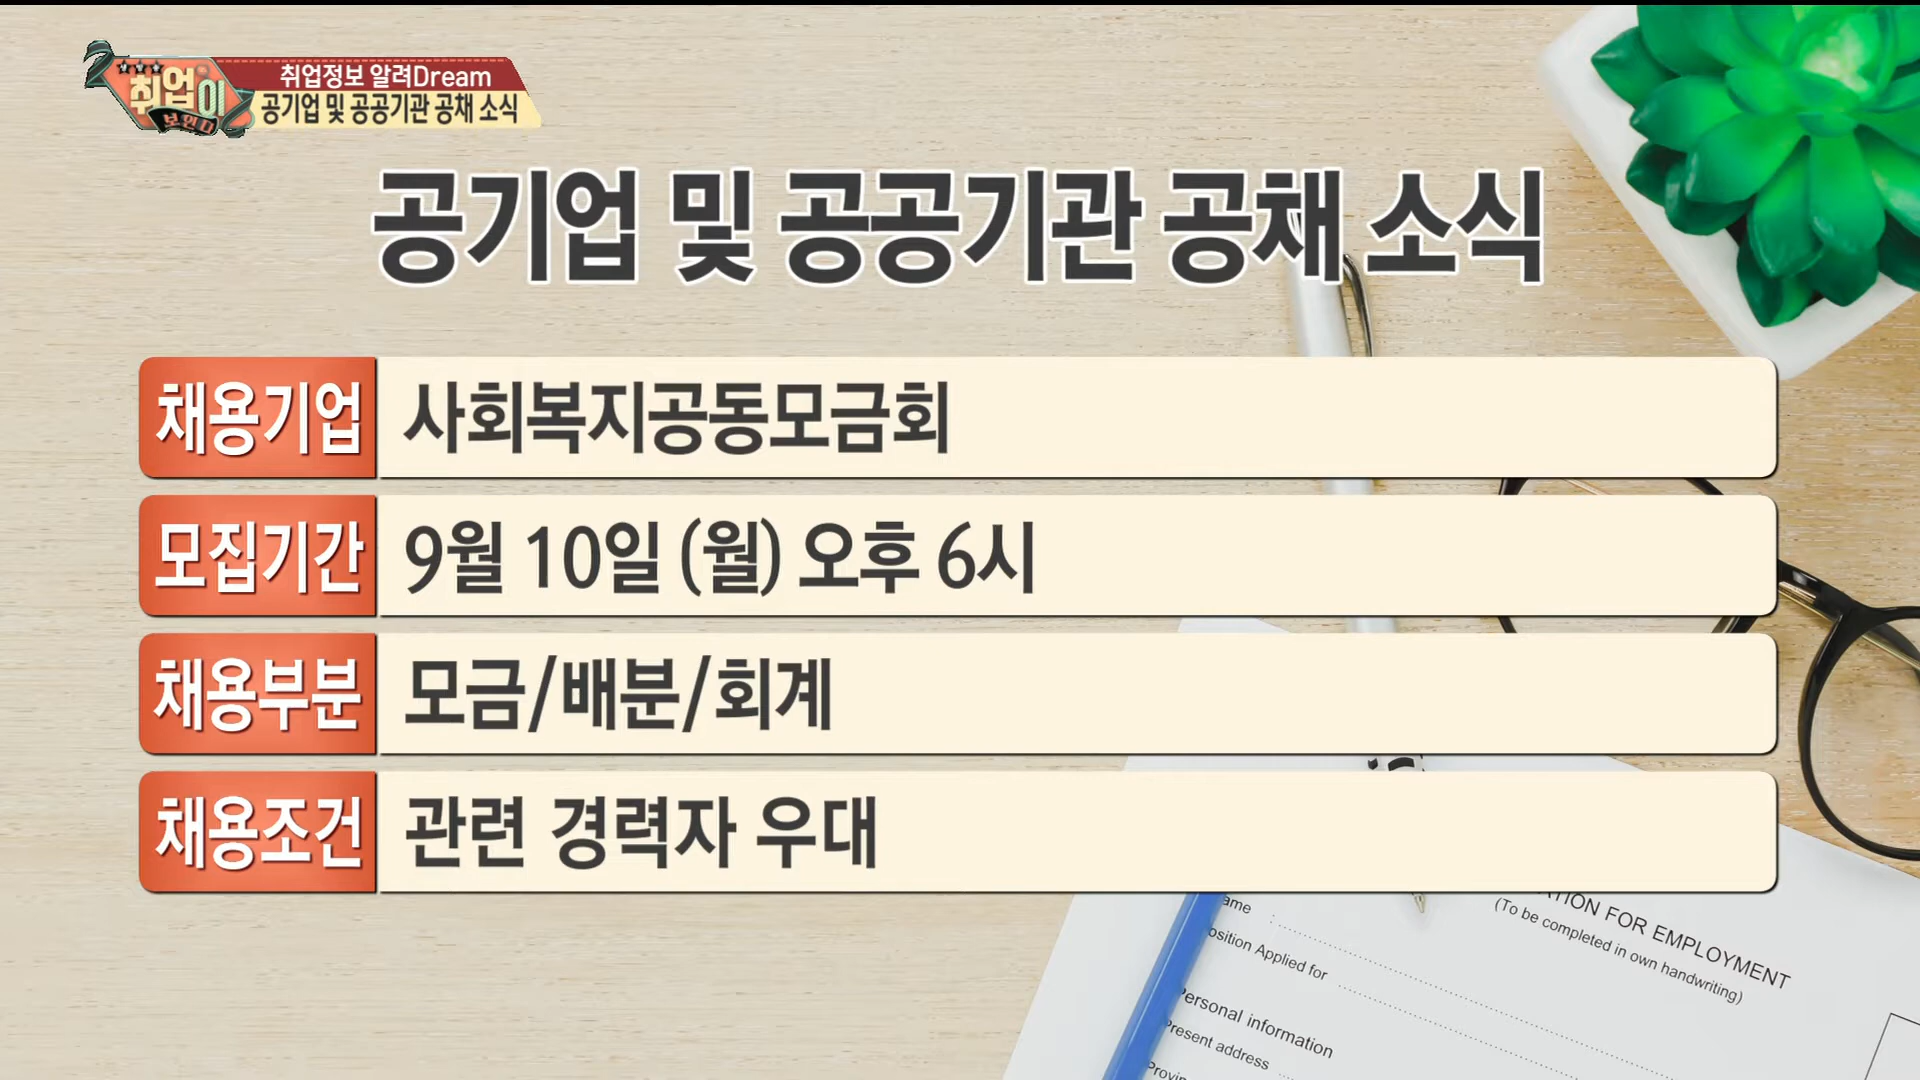 취업이
보인다
취업정보 알려Dream
공기업 및 공공기관 공채 소식
공기업 및 공공기관 공채 소식
채용기업 사회복지공동모금회
모집기간 9월 10일 (월) 오후 6시
채용부분 모금/배분/회계
채용조건 관련 경력자 우대
FOR EMPLOYMENT
(To be completed in own handwriting)
Applied for
Personal information
Present address